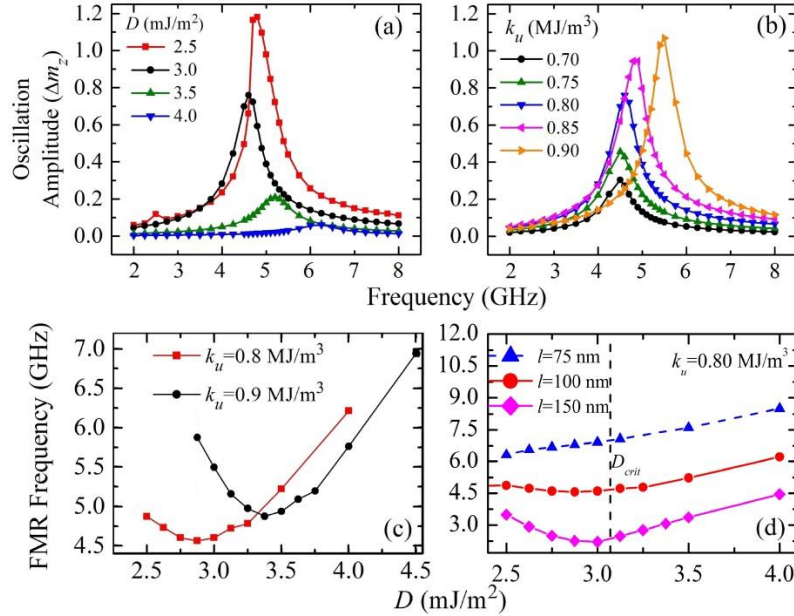 D (mJ/m²)
2.5
3.0
3.5
4.0
(a)
Oscillation
Amplitude (Δm_z)
1.2
1.0
0.8
0.6
0.4
0.2
0.0
2 3 4 5 6 7 8
k_u (MJ/m³)
0.70
0.75
0.80
0.85
0.90
(b)
1.2
1.0
0.8
0.6
0.4
0.2
0.0
2 3 4 5 6 7 8
Frequency (GHz)
FMR Frequency (GHz)
7.0
6.5
6.0
5.5
5.0
4.5
k_u=0.8 MJ/m³
k_u=0.9 MJ/m³
(c)
2.5 3.0 3.5 4.0 4.5
12.0
10.5
9.0
7.5
6.0
4.5
3.0
l=75 nm
l=100 nm
l=150 nm
k_u=0.80 MJ/m³
D_crit
(d)
2.5 3.0 3.5 4.0
D (mJ/m²)